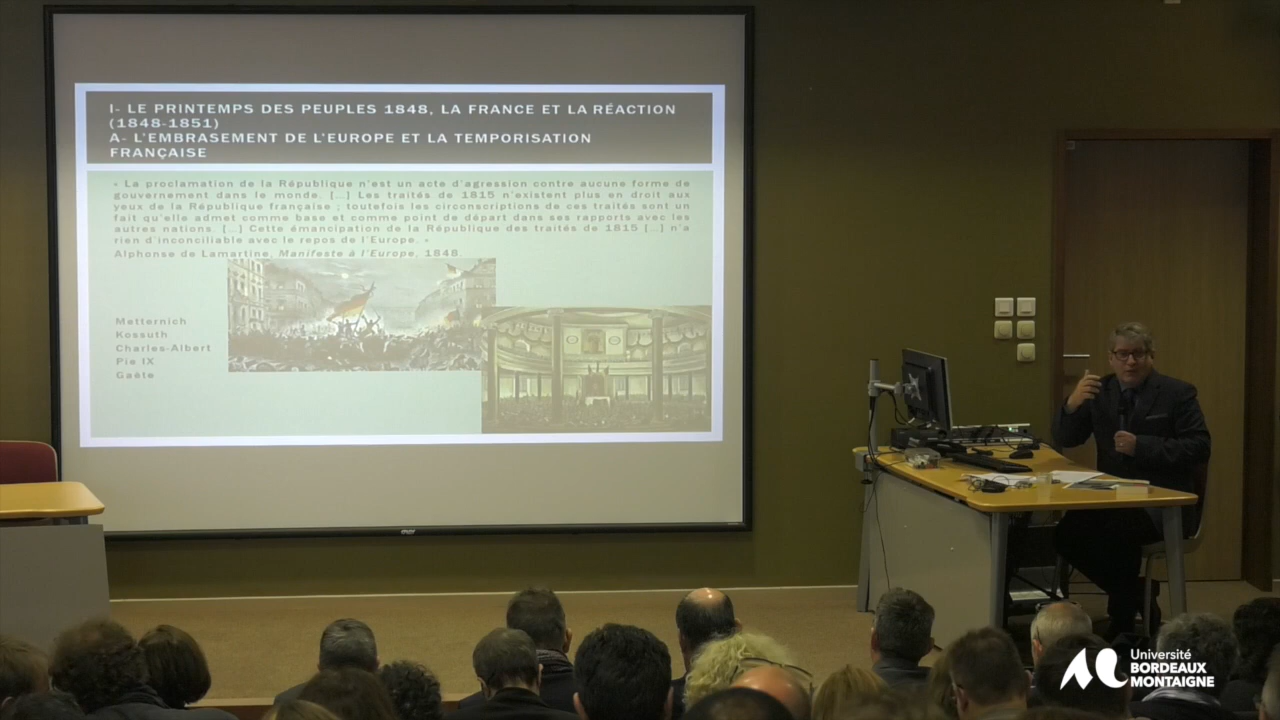 I- LE PRINTEMPS DES PEUPLES 1848, LA FRANCE ET LA RÉACTION
(1848-1851)
A- L'EMBRASEMENT DE L'EUROPE ET LA TEMPORISATION
FRANÇAISE
« La proclamation de la République n'est un acte d'agression contre aucune forme de
gouvernement dans le monde. [...] Les traités de 1815 n'existent plus en droit aux
yeux de la République française ; toutefois les circonscriptions de ces traités sont un
fait qu'elle admet comme base et comme point de départ dans ses rapports avec les
autres nations. [...] Cette émancipation de la République des traités de 1815 [...] n'a
rien d'inconciliable avec le repos de l'Europe. »
Alphonse de Lamartine, Manifeste à l'Europe, 1848.
Metternich
Kossuth
Charles-Albert
Pie IX
Gaète
Université
BORDEAUX
MONTAIGNE